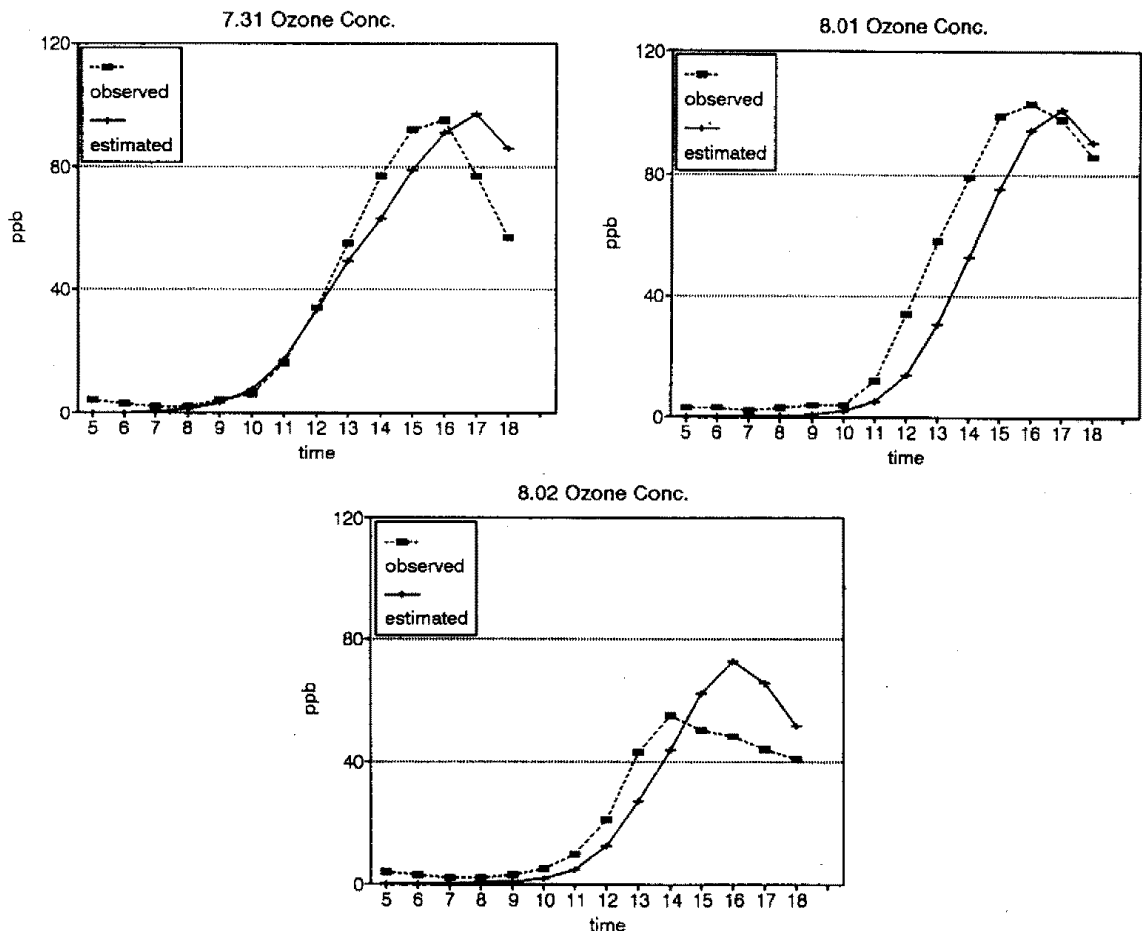 7.31 Ozone Conc.
120
observed
estimated
80
ppb
40
0
5 6 7 8 9 10 11 12 13 14 15 16 17 18
time
8.01 Ozone Conc.
120
observed
estimated
80
ppb
40
0
5 6 7 8 9 10 11 12 13 14 15 16 17 18
time
8.02 Ozone Conc.
120
observed
estimated
80
ppb
40
0
5 6 7 8 9 10 11 12 13 14 15 16 17 18
time